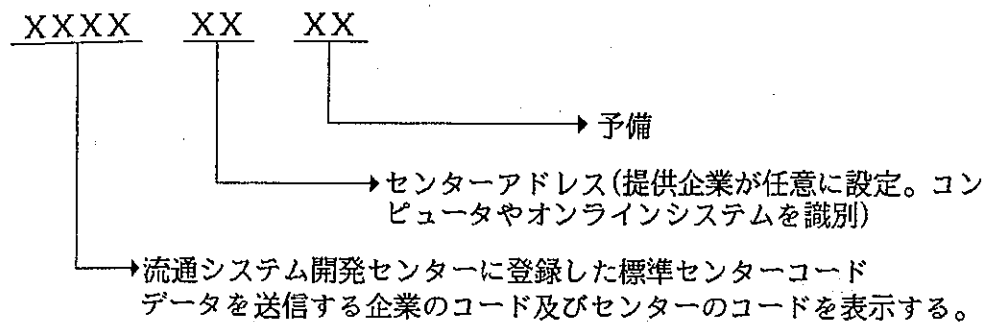 XXXX XX XX
予備
センターアドレス(提供企業が任意に設定。コン
ピュータやオンラインシステムを識別)
流通システム開発センターに登録した標準センターコード
データを送信する企業のコード及びセンターのコードを表示する。